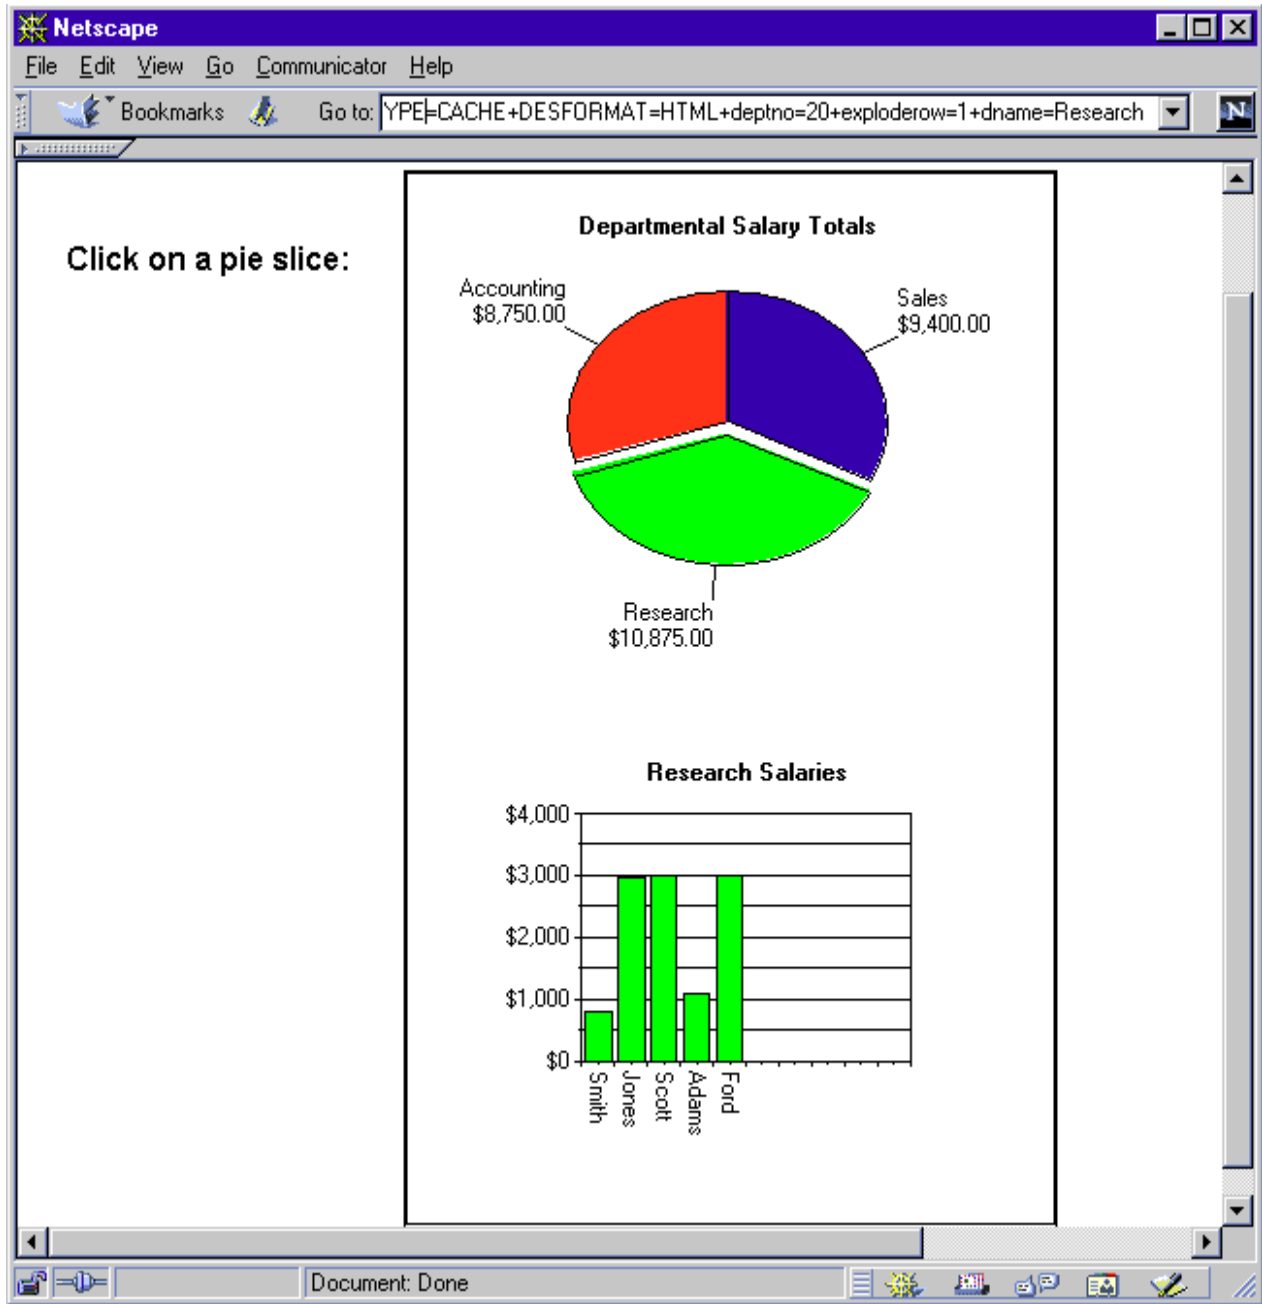 Netscape
File Edit View Go Communicator Help
Bookmarks Go to: YPE=CACHE+DESFORMAT=HTML+deptno=20+exploderow=1+dname=Research
N
Click on a pie slice:
Departmental Salary Totals
Accounting
$8,750.00
Sales
$9,400.00
Research
$10,875.00
Research Salaries
$4,000
$3,000
$2,000
$1,000
$0
Smith
Jones
Scott
Adams
Ford
Document: Done